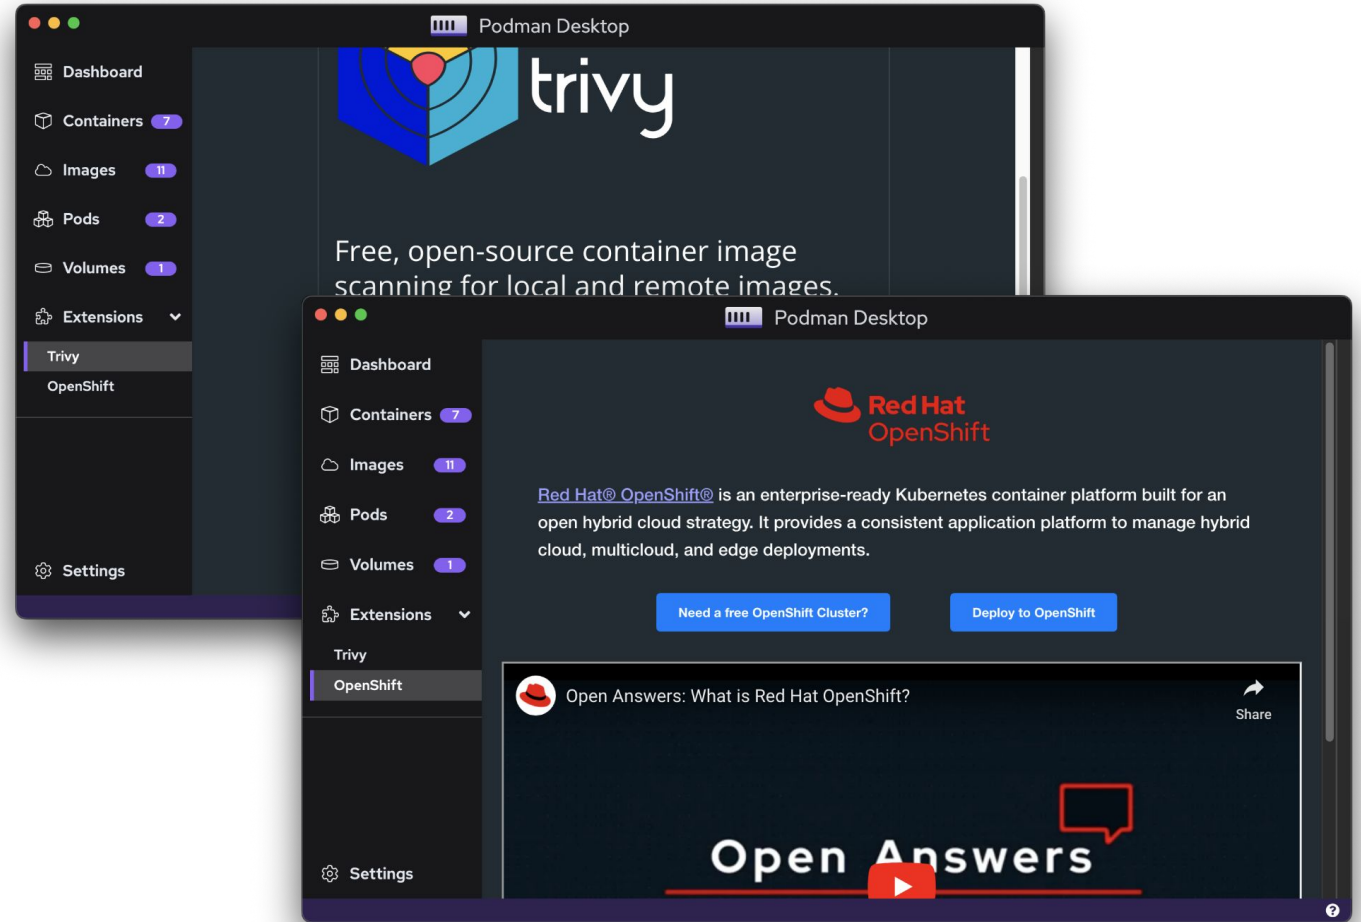 Podman Desktop
Dashboard
Containers 7
Images 11
Pods 2
Volumes 1
Extensions
Trivy
OpenShift
Settings
trivy
Free, open-source container image
scanning for local and remote images.
Podman Desktop
Dashboard
Containers 7
Images 11
Pods 2
Volumes 1
Extensions
Trivy
OpenShift
Settings
Red Hat
OpenShift
Red Hat® OpenShift® is an enterprise-ready Kubernetes container platform built for an
open hybrid cloud strategy. It provides a consistent application platform to manage hybrid
cloud, multicloud, and edge deployments.
Need a free OpenShift Cluster?
Deploy to OpenShift
Open Answers: What is Red Hat OpenShift?
Share
Open Answers
?